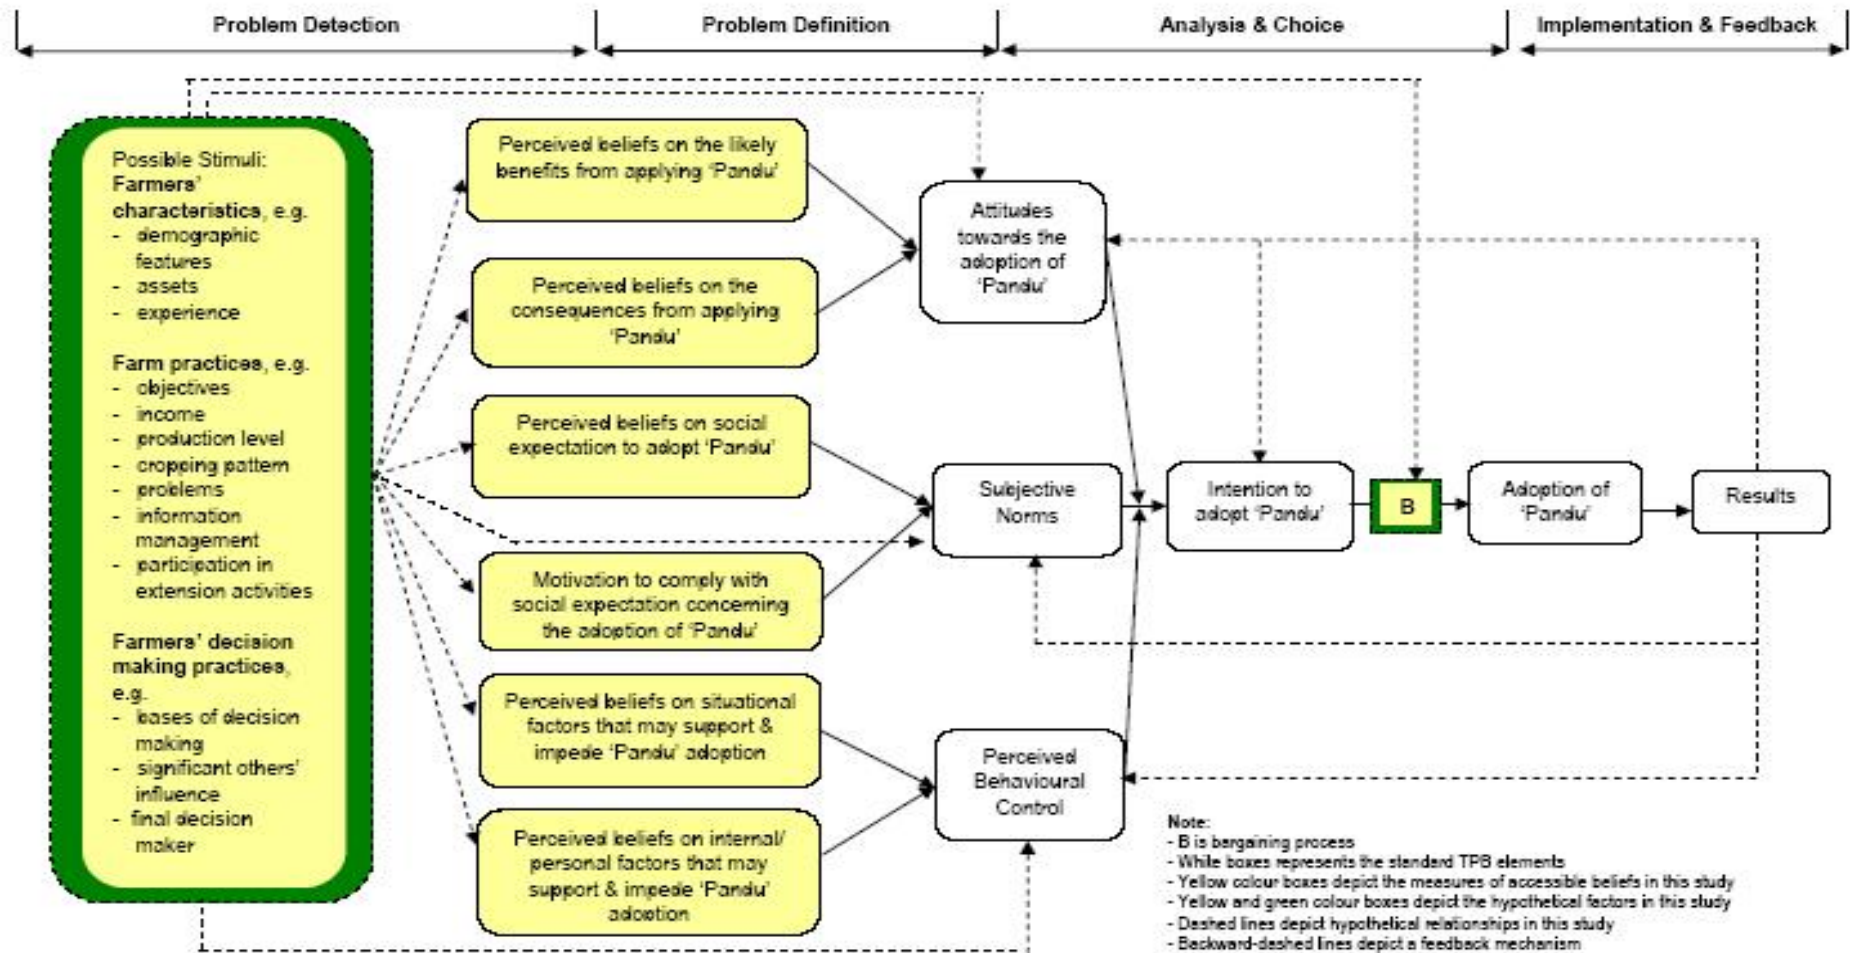 Problem Detection
Problem Definition
Analysis & Choice
Implementation & Feedback
Possible Stimuli:
Farmers'
characteristics, e.g.
- demographic
features
- assets
- experience
Farm practices, e.g.
- objectives
- income
- production level
- cropping pattern
- problems
- information
management
- participation in
extension activities
Farmers' decision
making practices,
e.g.
- bases of decision
making
- significant others'
influence
- final decision
maker
Perceived beliefs on the likely
benefits from applying 'Pandu'
Perceived beliefs on the
consequences from applying
'Pandu'
Perceived beliefs on social
expectation to adopt 'Pandu'
Motivation to comply with
social expectation concerning
the adoption of 'Pandu'
Perceived beliefs on situational
factors that may support &
impede 'Pandu' adoption
Perceived beliefs on internal/
personal factors that may
support & impede 'Pandu'
adoption
Attitudes
towards the
adoption of
'Pandu'
Subjective
Norms
Perceived
Behavioural
Control
Intention to
adopt 'Pandu'
B
Adoption of
'Pandu'
Results
Note:
- B is bargaining process
- White boxes represents the standard TPB elements
- Yellow colour boxes depict the measures of accessible beliefs in this study
- Yellow and green colour boxes depict the hypothetical factors in this study
- Dashed lines depict hypothetical relationships in this study
- Backward-dashed lines depict a feedback mechanism